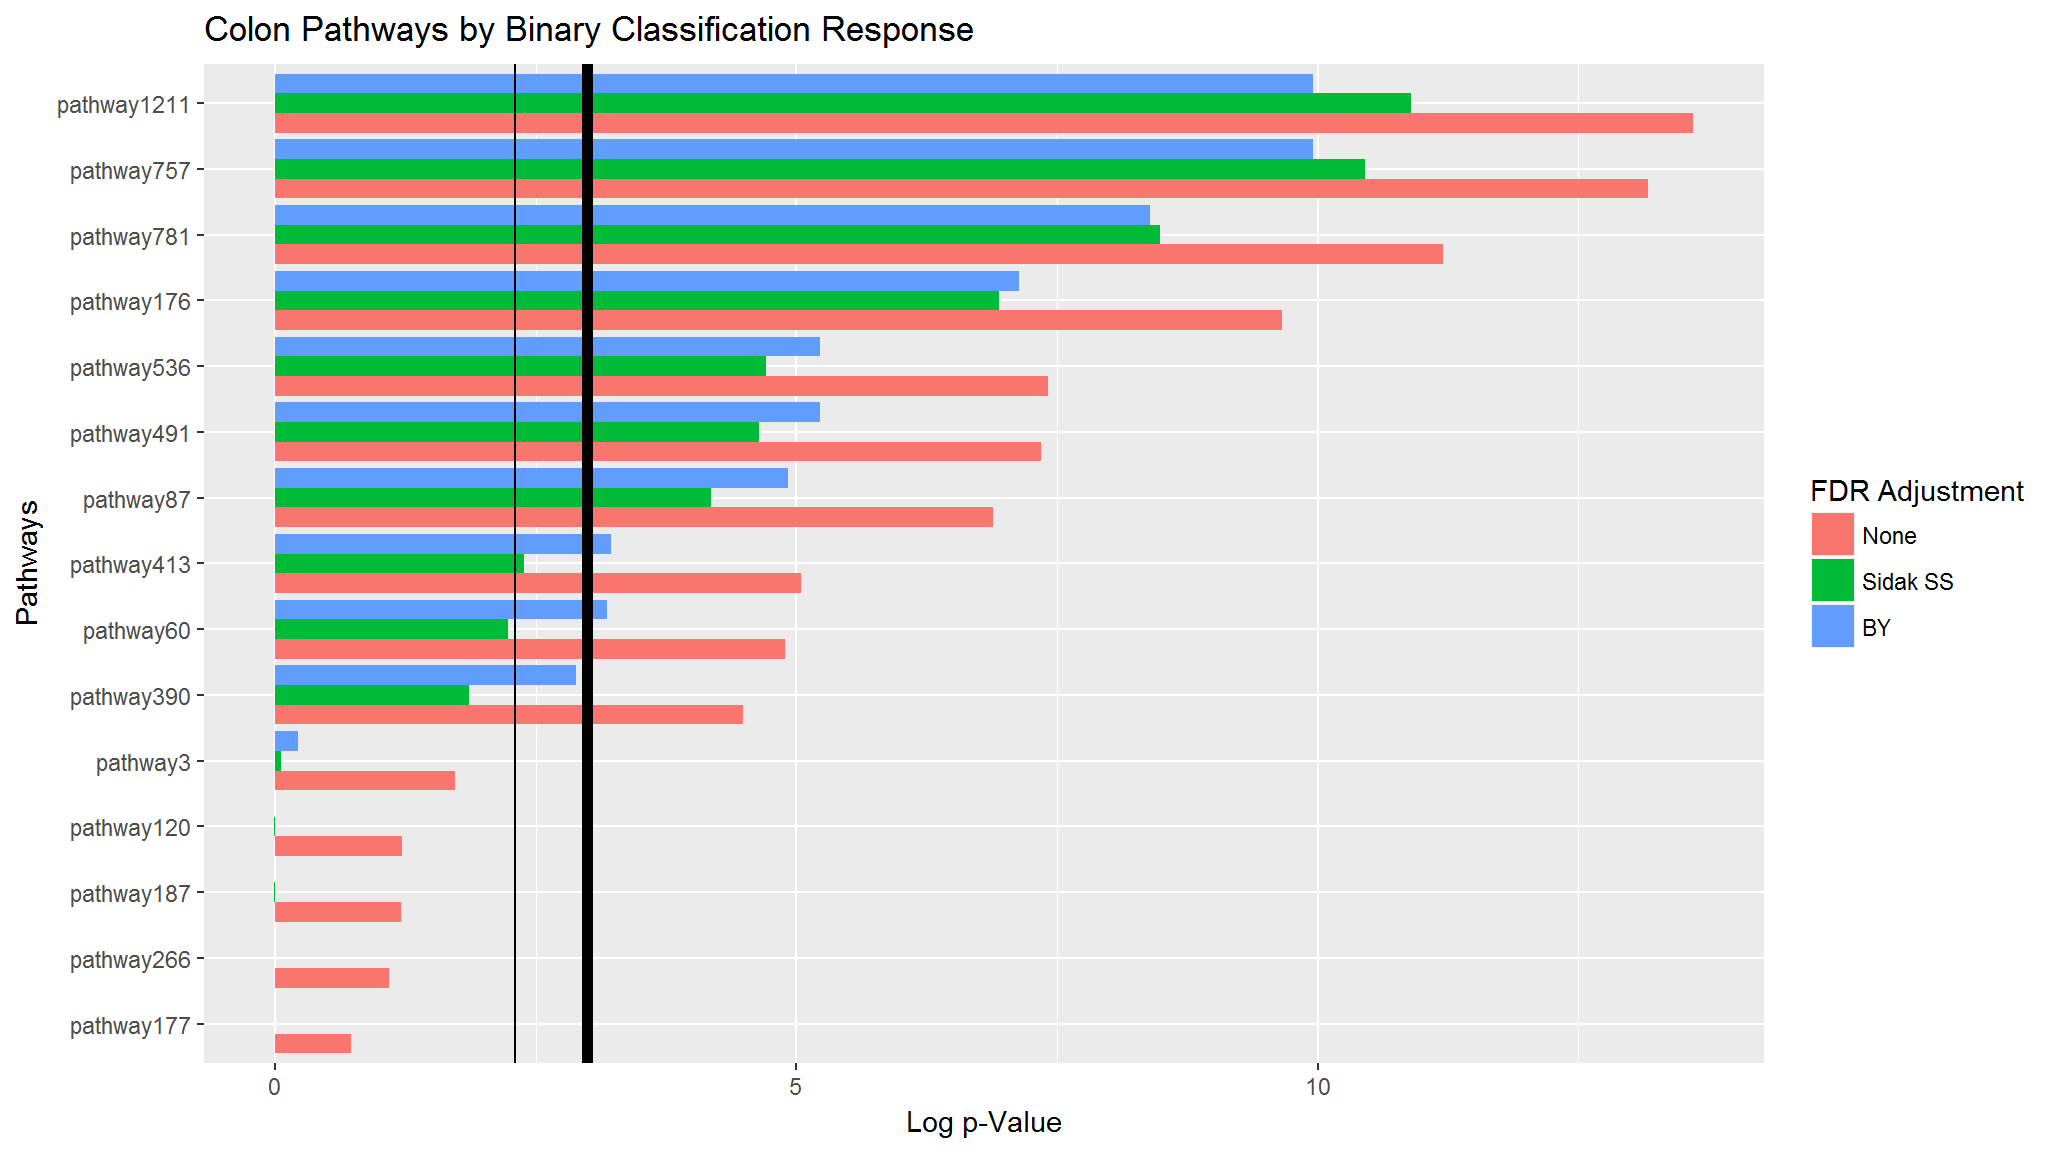 Colon Pathways by Binary Classification Response
Pathways
pathway1211
pathway757
pathway781
pathway176
pathway536
pathway491
pathway87
pathway413
pathway60
pathway390
pathway3
pathway120
pathway187
pathway266
pathway177
0 5 10
Log p-Value
FDR Adjustment
None
Sidak SS
BY